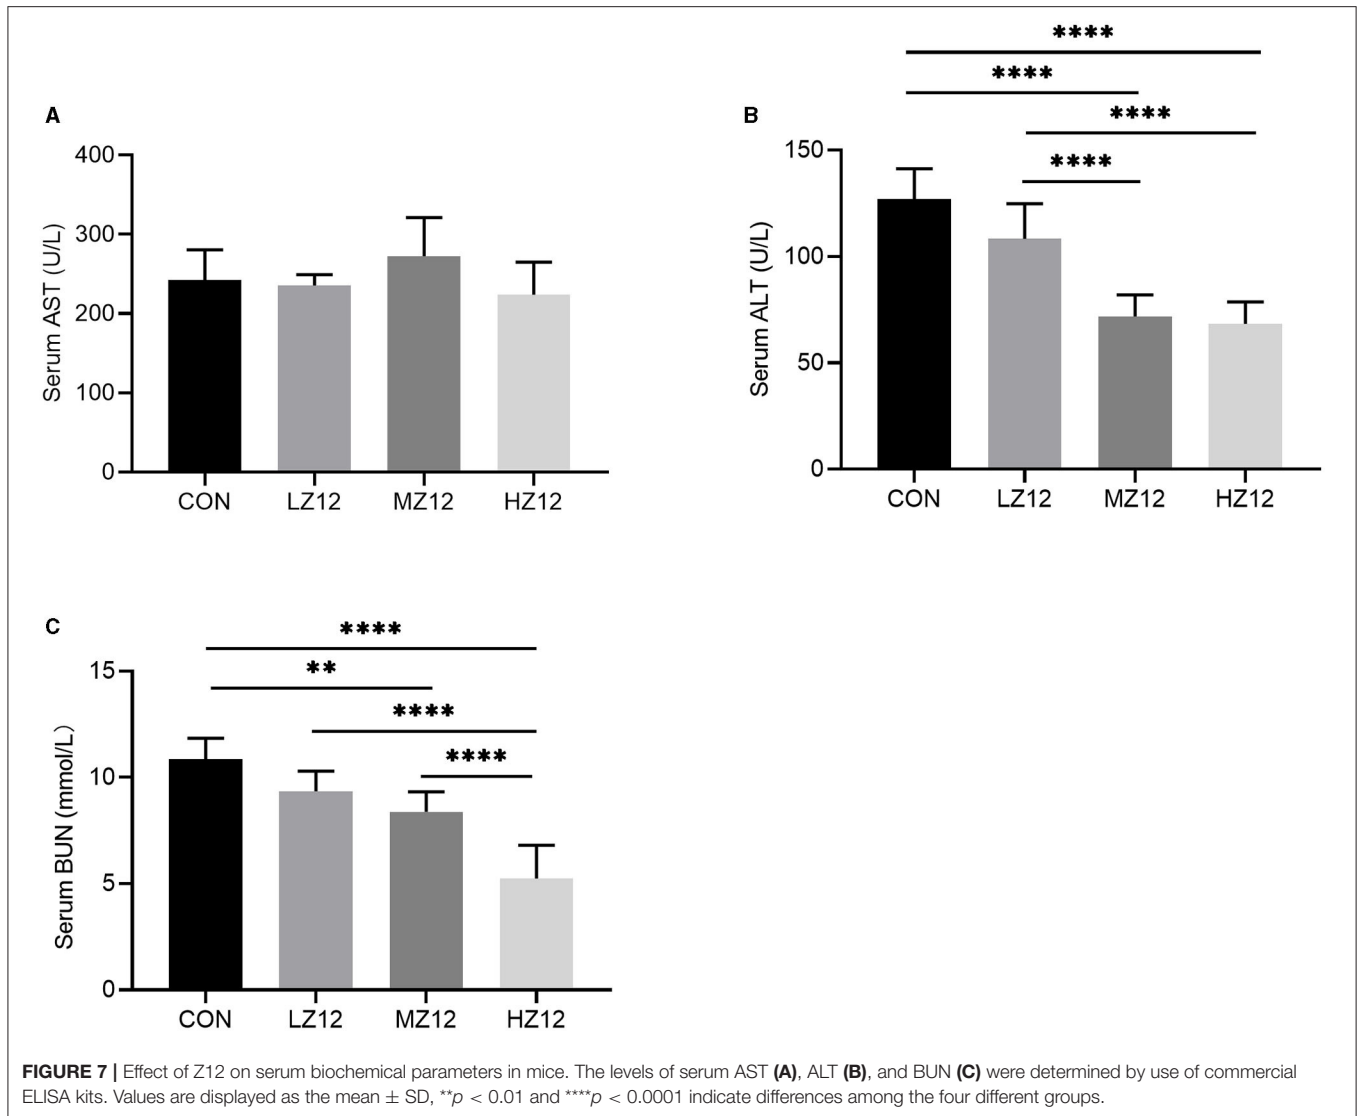 A
400
300
200
100
0
Serum AST (U/L)
CON LZ12 MZ12 HZ12
B
****
****
****
****
150
100
50
0
Serum ALT (U/L)
CON LZ12 MZ12 HZ12
C
****
**
****
****
15
10
5
0
Serum BUN (mmol/L)
CON LZ12 MZ12 HZ12
FIGURE 7 | Effect of Z12 on serum biochemical parameters in mice. The levels of serum AST (A), ALT (B), and BUN (C) were determined by use of commercial
ELISA kits. Values are displayed as the mean ± SD, **p < 0.01 and ****p < 0.0001 indicate differences among the four different groups.